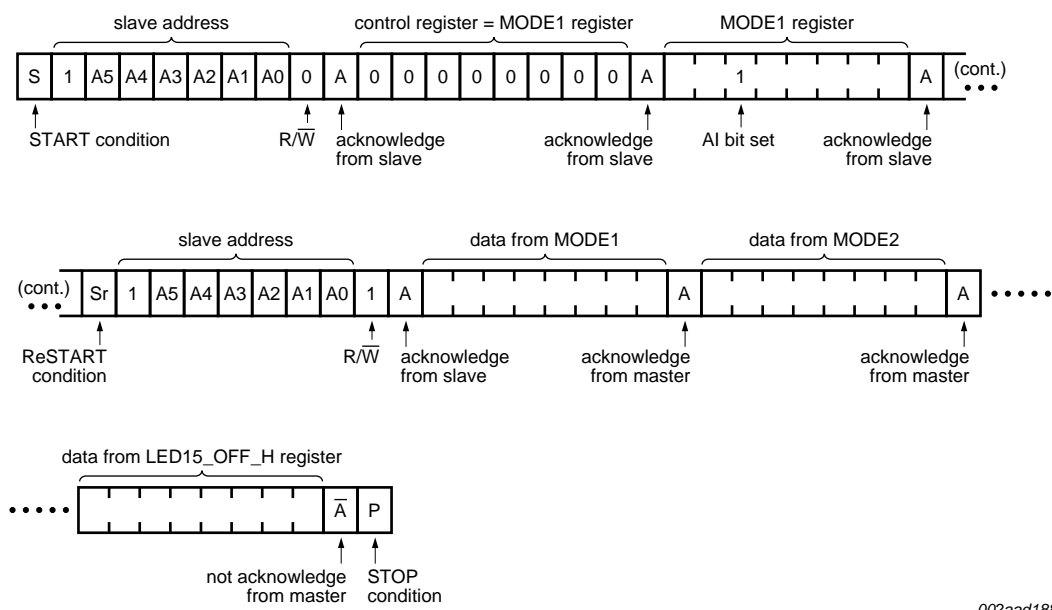 slave address control register = MODE1 register MODE1 register
S 1 A5 A4 A3 A2 A1 A0 0 A 0 0 0 0 0 0 0 0 A 1 A (cont.)
START condition R/W̅ acknowledge from slave acknowledge from slave AI bit set acknowledge from slave
slave address data from MODE1 data from MODE2
(cont.) Sr 1 A5 A4 A3 A2 A1 A0 1 A A A
ReSTART condition R/W̅ acknowledge from slave acknowledge from master acknowledge from master
data from LED15_OFF_H register
A̅ P
not acknowledge from master STOP condition